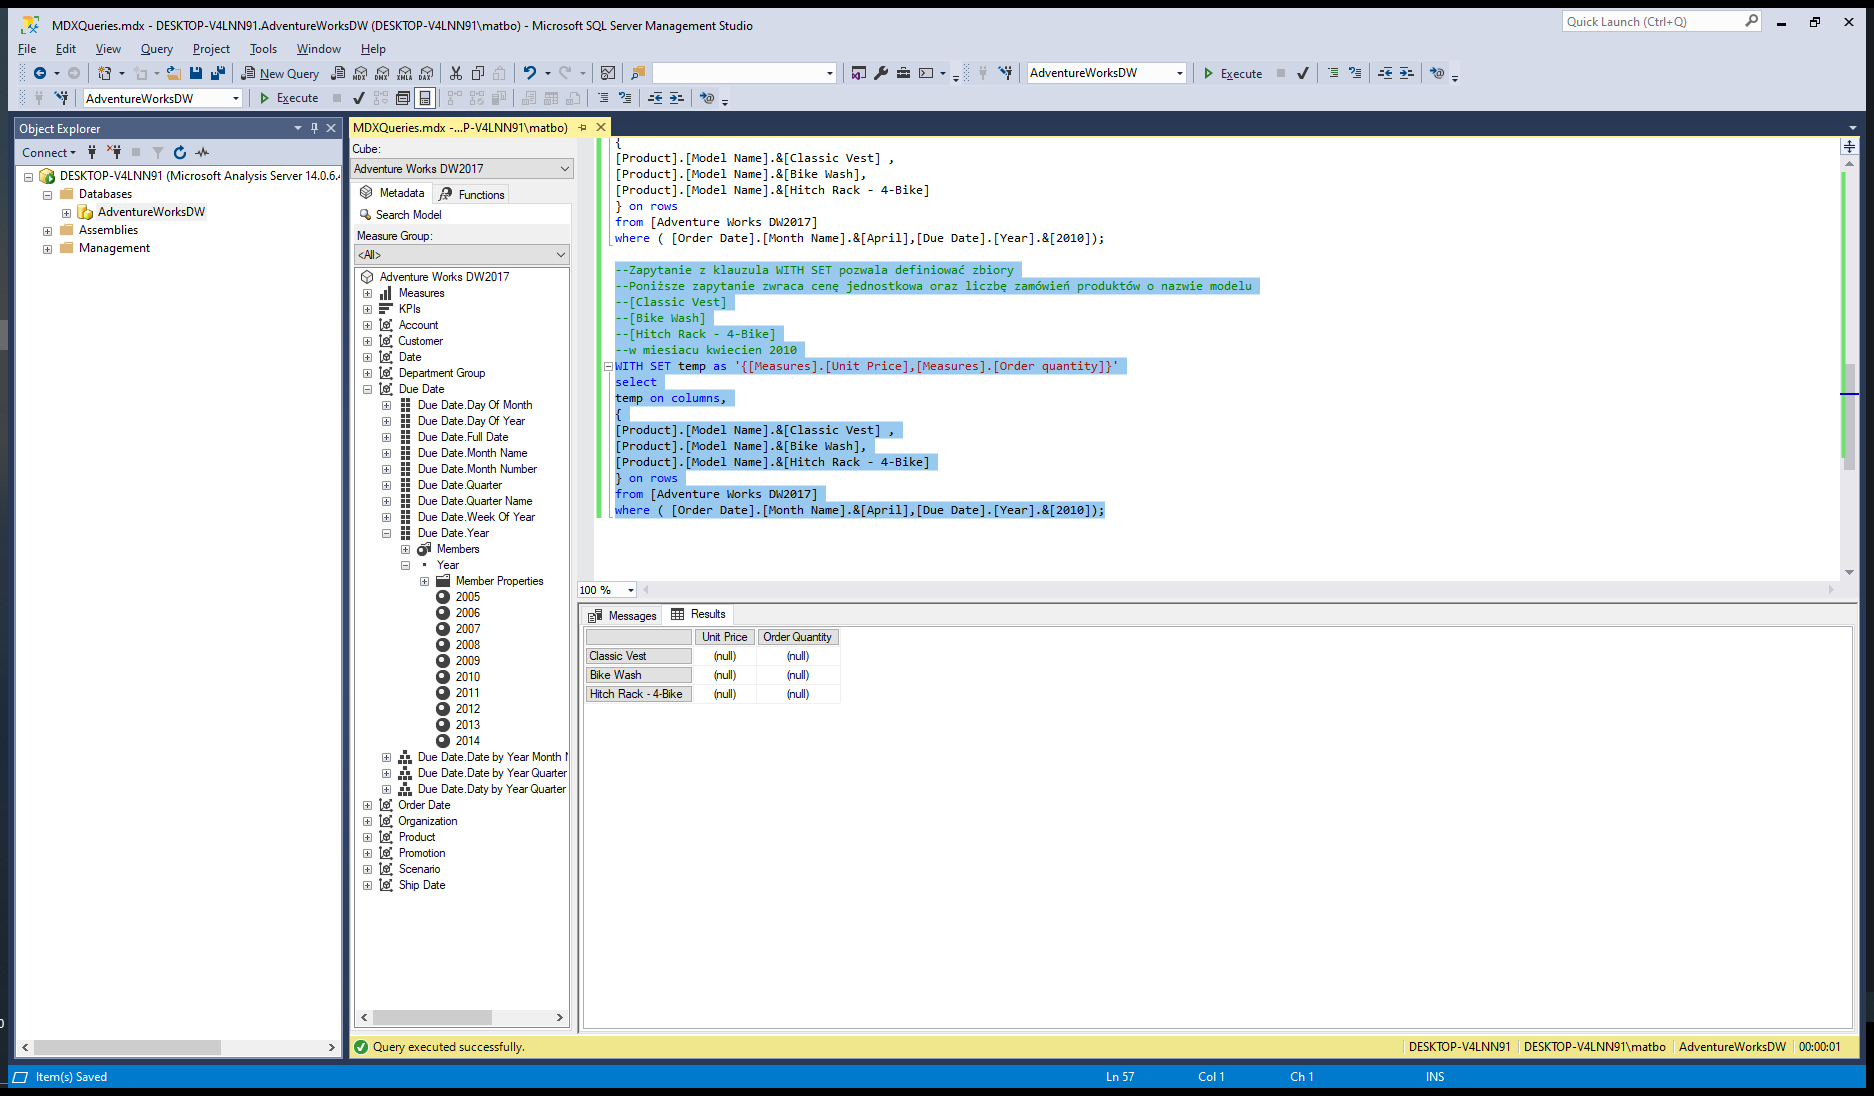 MDXQueries.mdx - DESKTOP-V4LNN91.AdventureWorksDW (DESKTOP-V4LNN91\matbo) - Microsoft SQL Server Management Studio
Quick Launch (Ctrl+Q)
File Edit View Query Project Tools Window Help
New Query MDX DMX XMLA DAX AdventureWorksDW Execute
AdventureWorksDW Execute
Object Explorer
Connect
DESKTOP-V4LNN91 (Microsoft Analysis Server 14.0.6.4
Databases
AdventureWorksDW
Assemblies
Management
MDXQueries.mdx -...P-V4LNN91\matbo)
Cube:
Adventure Works DW2017
Metadata Functions
Search Model
Measure Group:
<All>
Adventure Works DW2017
Measures
KPIs
Account
Customer
Date
Department Group
Due Date
Due Date.Day Of Month
Due Date.Day Of Year
Due Date.Full Date
Due Date.Month Name
Due Date.Month Number
Due Date.Quarter
Due Date.Quarter Name
Due Date.Week Of Year
Due Date.Year
Members
Year
Member Properties
2005
2006
2007
2008
2009
2010
2011
2012
2013
2014
Due Date.Date by Year Month N
Due Date.Date by Year Quarter
Due Date.Daty by Year Quarter
Order Date
Organization
Product
Promotion
Scenario
Ship Date
{
[Product].[Model Name].&[Classic Vest] ,
[Product].[Model Name].&[Bike Wash],
[Product].[Model Name].&[Hitch Rack - 4-Bike]
} on rows
from [Adventure Works DW2017]
where ( [Order Date].[Month Name].&[April],[Due Date].[Year].&[2010]);
--Zapytanie z klauzula WITH SET pozwala definiować zbiory
--Poniższe zapytanie zwraca cenę jednostkowa oraz liczbę zamówień produktów o nazwie modelu
--[Classic Vest]
--[Bike Wash]
--[Hitch Rack - 4-Bike]
--w miesiacu kwiecien 2010
WITH SET temp as '{[Measures].[Unit Price],[Measures].[Order quantity]}'
select
temp on columns,
{
[Product].[Model Name].&[Classic Vest] ,
[Product].[Model Name].&[Bike Wash],
[Product].[Model Name].&[Hitch Rack - 4-Bike]
} on rows
from [Adventure Works DW2017]
where ( [Order Date].[Month Name].&[April],[Due Date].[Year].&[2010]);
100 %
Messages Results
Unit Price Order Quantity
Classic Vest (null) (null)
Bike Wash (null) (null)
Hitch Rack - 4-Bike (null) (null)
Query executed successfully. DESKTOP-V4LNN91 DESKTOP-V4LNN91\matbo AdventureWorksDW 00:00:01
Item(s) Saved Ln 57 Col 1 Ch 1 INS